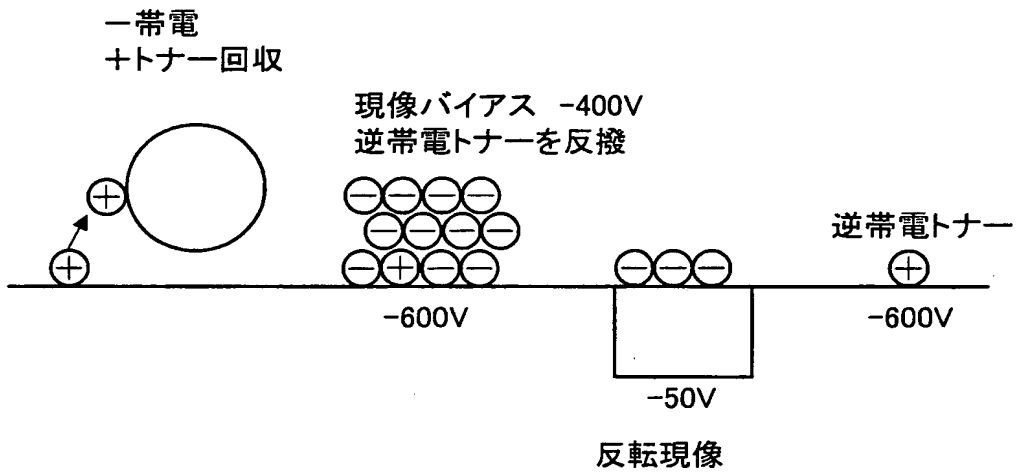 －帯電
＋トナー回収
現像バイアス -400V
逆帯電トナーを反撥
＋
－－－－
－－－－
＋
－＋－－
－－－
逆帯電トナー
＋
-600V
-600V
-50V
反転現像